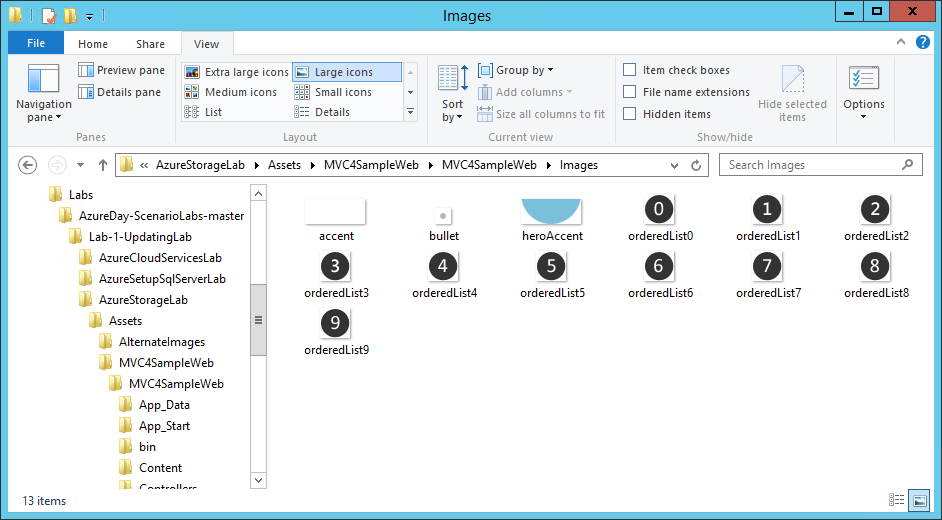 Images
File Home Share View
Navigation pane
Preview pane
Details pane
Panes
Extra large icons Large icons
Medium icons Small icons
List Details
Layout
Sort by
Group by
Add columns
Size all columns to fit
Current view
Item check boxes
File name extensions
Hidden items
Hide selected items
Show/hide
Options
« AzureStorageLab Assets MVC4SampleWeb MVC4SampleWeb Images
Search Images
Labs
AzureDay-ScenarioLabs-master
Lab-1-UpdatingLab
AzureCloudServicesLab
AzureSetupSqlServerLab
AzureStorageLab
Assets
AlternateImages
MVC4SampleWeb
MVC4SampleWeb
App_Data
App_Start
bin
Content
Controllers
0 1 2
accent bullet heroAccent orderedList0 orderedList1 orderedList2
3 4 5 6 7 8
orderedList3 orderedList4 orderedList5 orderedList6 orderedList7 orderedList8
9
orderedList9
13 items